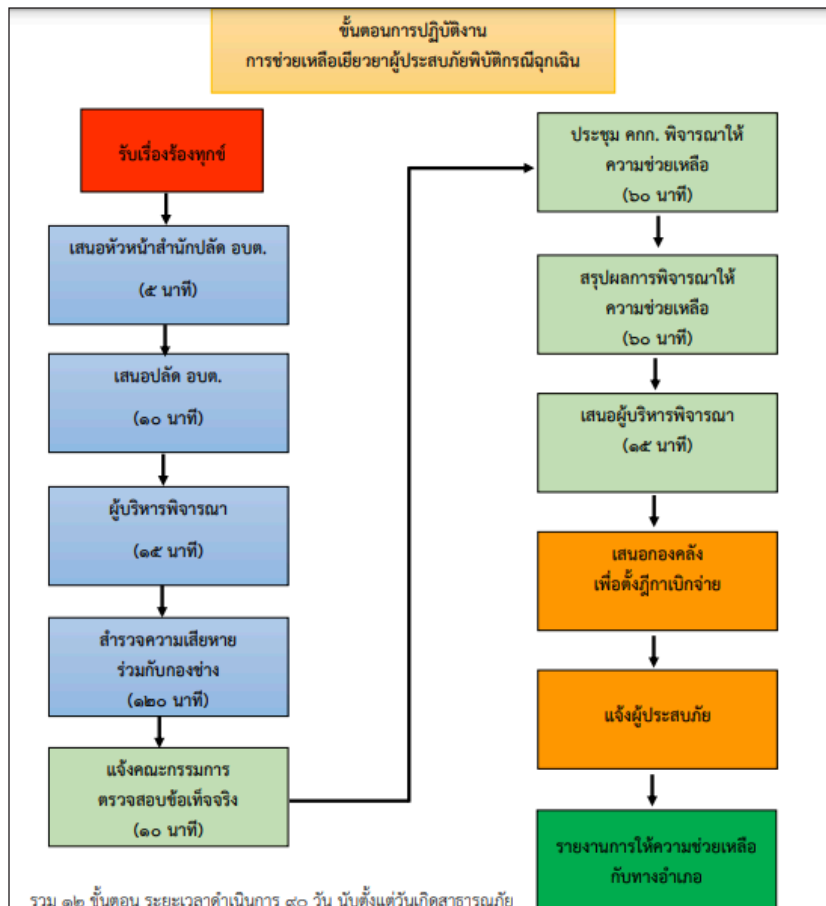 ขั้นตอนการปฏิบัติงาน
การช่วยเหลือเยียวยาผู้ประสบภัยพิบัติกรณีฉุกเฉิน
รับเรื่องร้องทุกข์
เสนอหัวหน้าสำนักปลัด อบต.
(๕ นาที)
เสนอปลัด อบต.
(๑๐ นาที)
ผู้บริหารพิจารณา
(๑๕ นาที)
สำรวจความเสียหาย
ร่วมกับกองช่าง
(๑๒๐ นาที)
แจ้งคณะกรรมการ
ตรวจสอบข้อเท็จจริง
(๑๐ นาที)
ประชุม คกก. พิจารณาให้
ความช่วยเหลือ
(๖๐ นาที)
สรุปผลการพิจารณาให้
ความช่วยเหลือ
(๖๐ นาที)
เสนอผู้บริหารพิจารณา
(๑๕ นาที)
เสนอกองคลัง
เพื่อตั้งฎีกาเบิกจ่าย
แจ้งผู้ประสบภัย
รายงานการให้ความช่วยเหลือ
กับทางอำเภอ
รวม ๑๒ ขั้นตอน ระยะเวลาดำเนินการ ๙๐ วัน นับตั้งแต่วันเกิดสาธารณภัย